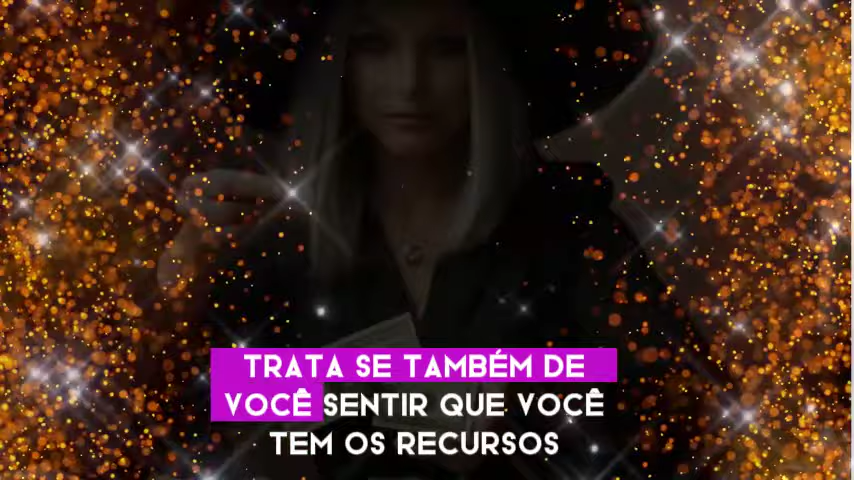 TRATA SE TAMBÉM DE
VOCÊ SENTIR QUE VOCÊ
TEM OS RECURSOS